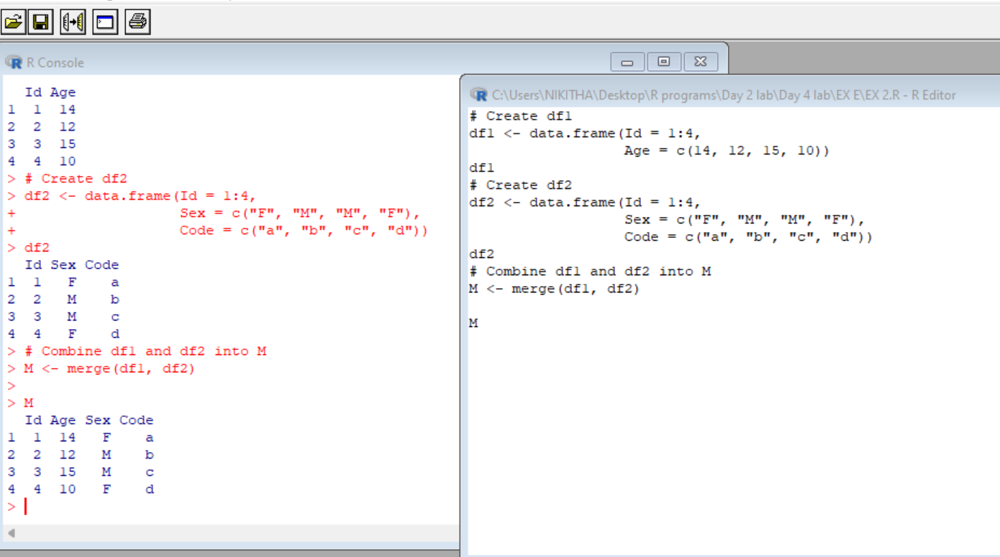 R Console
  Id Age
1  1  14
2  2  12
3  3  15
4  4  10
> # Create df2
> df2 <- data.frame(Id = 1:4,
+                   Sex = c("F", "M", "M", "F"),
+                   Code = c("a", "b", "c", "d"))
> df2
  Id Sex Code
1  1   F    a
2  2   M    b
3  3   M    c
4  4   F    d
> # Combine df1 and df2 into M
> M <- merge(df1, df2)
>
> M
  Id Age Sex Code
1  1  14   F    a
2  2  12   M    b
3  3  15   M    c
4  4  10   F    d
>
C:\Users\NIKITHA\Desktop\R programs\Day 2 lab\Day 4 lab\EX E\EX 2.R - R Editor
# Create df1
df1 <- data.frame(Id = 1:4,
                  Age = c(14, 12, 15, 10))
df1
# Create df2
df2 <- data.frame(Id = 1:4,
                  Sex = c("F", "M", "M", "F"),
                  Code = c("a", "b", "c", "d"))
df2
# Combine df1 and df2 into M
M <- merge(df1, df2)

M